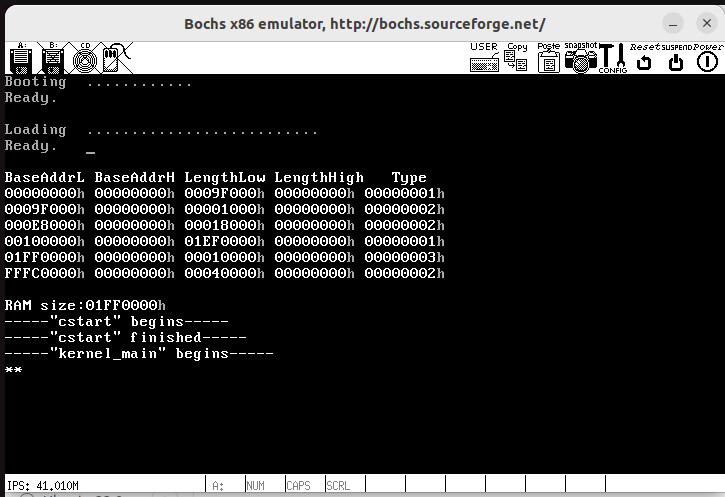 Bochs x86 emulator, http://bochs.sourceforge.net/
A: B: CD USER Copy Poste snapshot CONFIG Reset SUSPEND Power
Booting ............
Ready.
Loading ..........................
Ready. _
BaseAddrL BaseAddrH LengthLow LengthHigh Type
00000000h 00000000h 0009F000h 00000000h 00000001h
0009F000h 00000000h 00001000h 00000000h 00000002h
000E8000h 00000000h 00018000h 00000000h 00000002h
00100000h 00000000h 01EF0000h 00000000h 00000001h
01FF0000h 00000000h 00010000h 00000000h 00000003h
FFFC0000h 00000000h 00040000h 00000000h 00000002h
RAM size:01FF0000h
-----"cstart" begins-----
-----"cstart" finished-----
-----"kernel_main" begins-----
**
IPS: 41.010M A: NUM CAPS SCRL